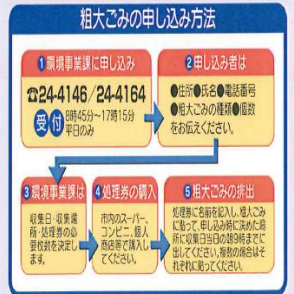 粗大ごみの申し込み方法
1環境事業課に申し込み
☎24-4146/24-4164
受付
8時45分~17時15分
平日のみ
2申し込み者は
●住所●氏名●電話番号
●粗大ごみの種類●個数
をお伝えください。
3環境事業課は
収集日・収集場
所・処理券の必
要枚数を決定し
ます。
4処理券の購入
市内のスーパー、
コンビニ、個人
商店等で購入し
てください。
5粗大ごみの排出
処理券に名前を記入し、粗大ごみ
に貼って、申し込み時に決めた場
所に収集日当日の朝9時までに
出してください。複数の場合はそ
れぞれに貼ってください。